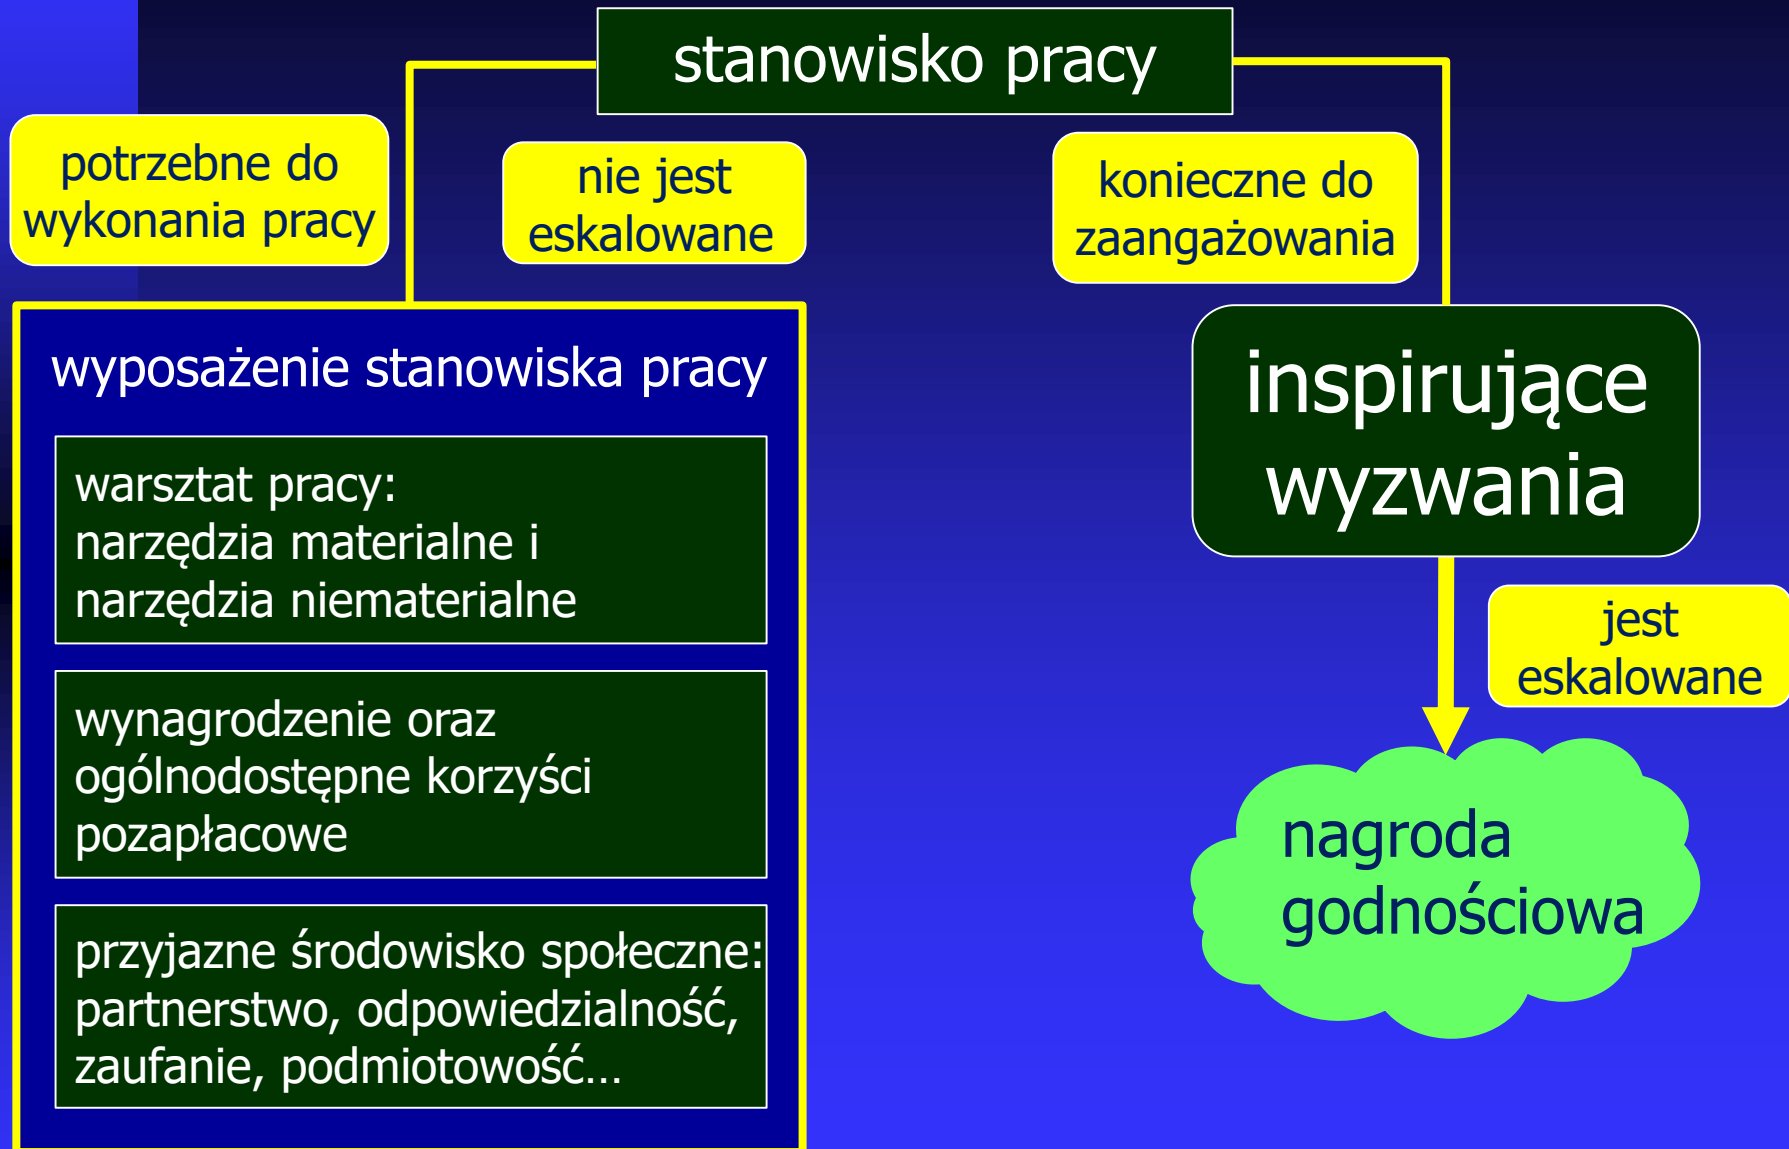 stanowisko pracy
potrzebne do
wykonania pracy
nie jest
eskalowane
konieczne do
zaangażowania
wyposażenie stanowiska pracy
warsztat pracy:
narzędzia materialne i
narzędzia niematerialne
wynagrodzenie oraz
ogólnodostępne korzyści
pozapłacowe
przyjazne środowisko społeczne:
partnerstwo, odpowiedzialność,
zaufanie, podmiotowość…
inspirujące
wyzwania
jest
eskalowane
nagroda
godnościowa